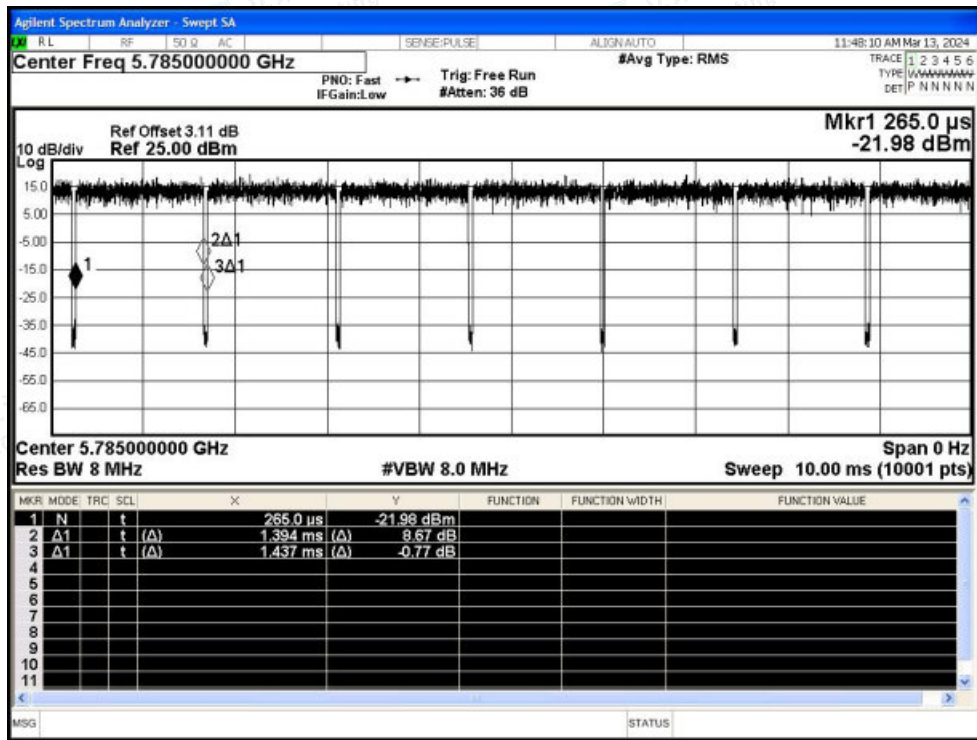 Agilent Spectrum Analyzer - Swept SA
LXI RL RF 50 Ω AC SENSE:PULSE ALIGNAUTO 11:48:10 AM Mar 13, 2024
Center Freq 5.785000000 GHz #Avg Type: RMS TRACE 1 2 3 4 5 6
PNO: Fast Trig: Free Run TYPE WWWWWW
IFGain:Low #Atten: 36 dB DET P N N N N N
Ref Offset 3.11 dB Mkr1 265.0 µs
10 dB/div Ref 25.00 dBm -21.98 dBm
Log
15.0
5.00
-5.00
2Δ1
-15.0 1 3Δ1
-25.0
-35.0
-45.0
-55.0
-65.0
Center 5.785000000 GHz Span 0 Hz
Res BW 8 MHz #VBW 8.0 MHz Sweep 10.00 ms (10001 pts)
MKR MODE TRC SCL X Y FUNCTION FUNCTION WIDTH FUNCTION VALUE
1 N t 265.0 µs -21.98 dBm
2 Δ1 t (Δ) 1.394 ms (Δ) 8.67 dB
3 Δ1 t (Δ) 1.437 ms (Δ) -0.77 dB
4
5
6
7
8
9
10
11
MSG STATUS